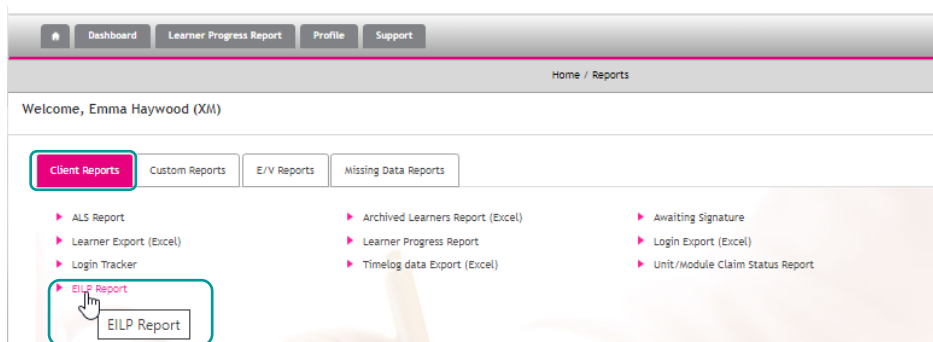 Dashboard Learner Progress Report Profile Support
Home / Reports
Welcome, Emma Haywood (XM)
Client Reports Custom Reports E/V Reports Missing Data Reports
ALS Report Archived Learners Report (Excel) Awaiting Signature
Learner Export (Excel) Learner Progress Report Login Export (Excel)
Login Tracker Timelog data Export (Excel) Unit/Module Claim Status Report
EILP Report
EILP Report